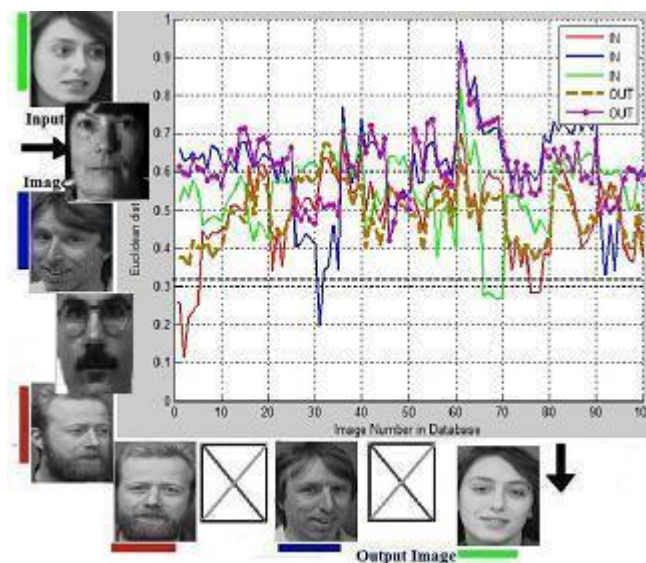 Input
Image
Euclidean dist
1
0.9
0.8
0.7
0.6
0.5
0.4
0.3
0.2
0.1
0
0 10 20 30 40 50 60 70 80 90 100
Image Number in Database
IN
IN
IN
OUT
OUT
Output Image